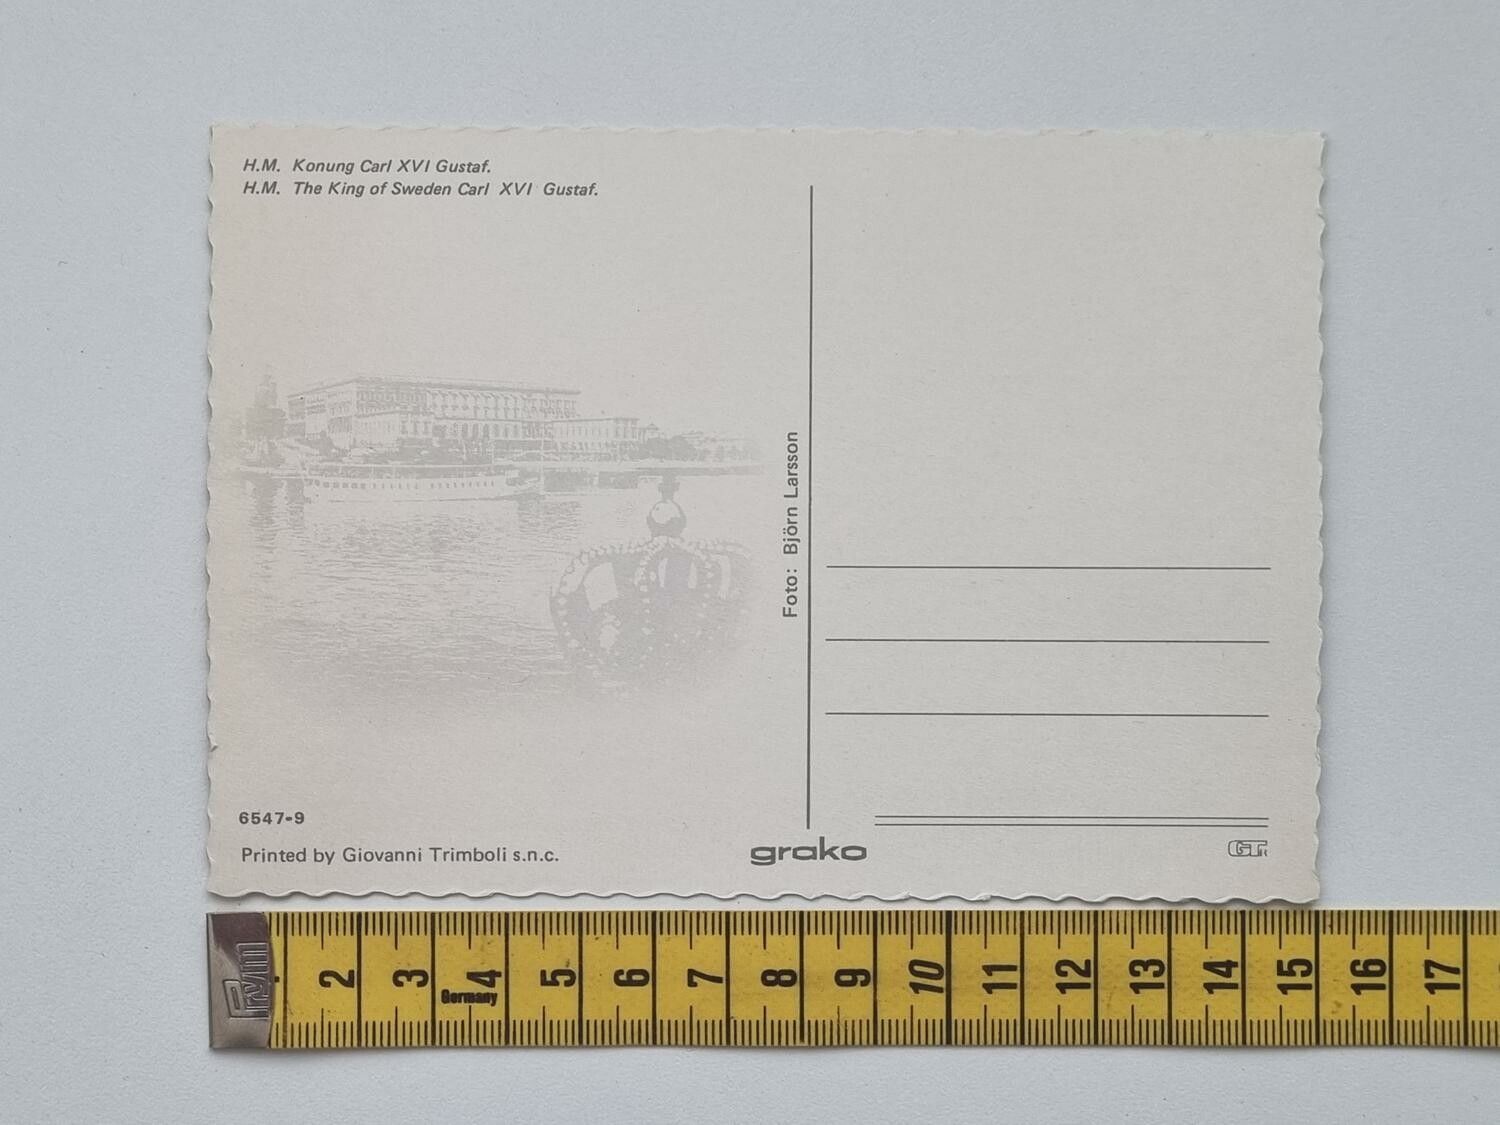 H.M. Konung Carl XVI Gustaf.
H.M. The King of Sweden Carl XVI Gustaf.
Foto: Björn Larsson
6547-9
Printed by Giovanni Trimboli s.n.c.
grako
GT
Prym
2 3 4 5 6 7 8 9 10 11 12 13 14 15 16 17
Germany